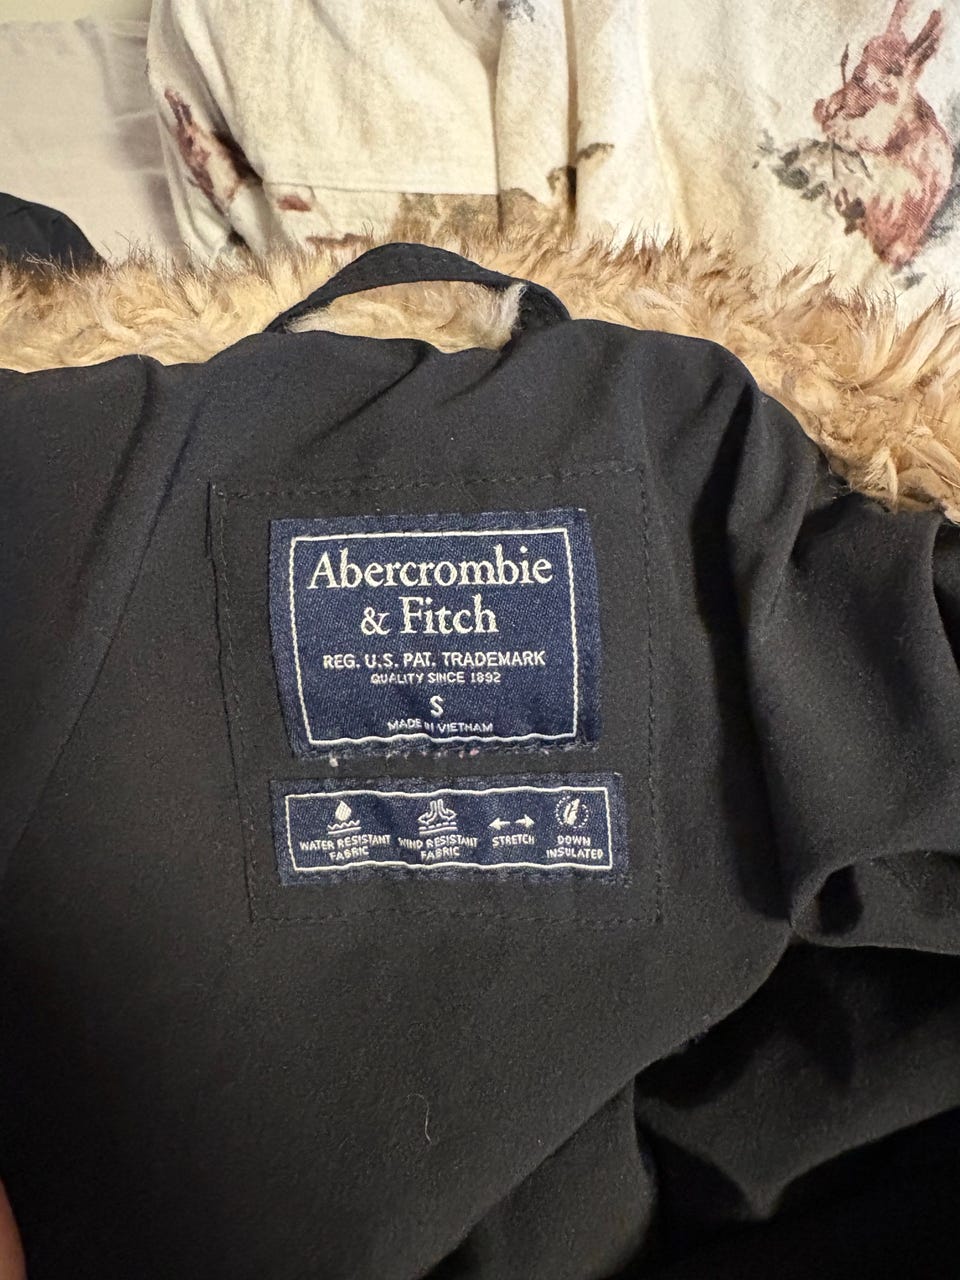 Abercrombie
& Fitch
REG. U.S. PAT. TRADEMARK
QUALITY SINCE 1892
S
MADE IN VIETNAM
WATER RESISTANT
FABRIC
WIND RESISTANT
FABRIC
STRETCH
DOWN
INSULATED